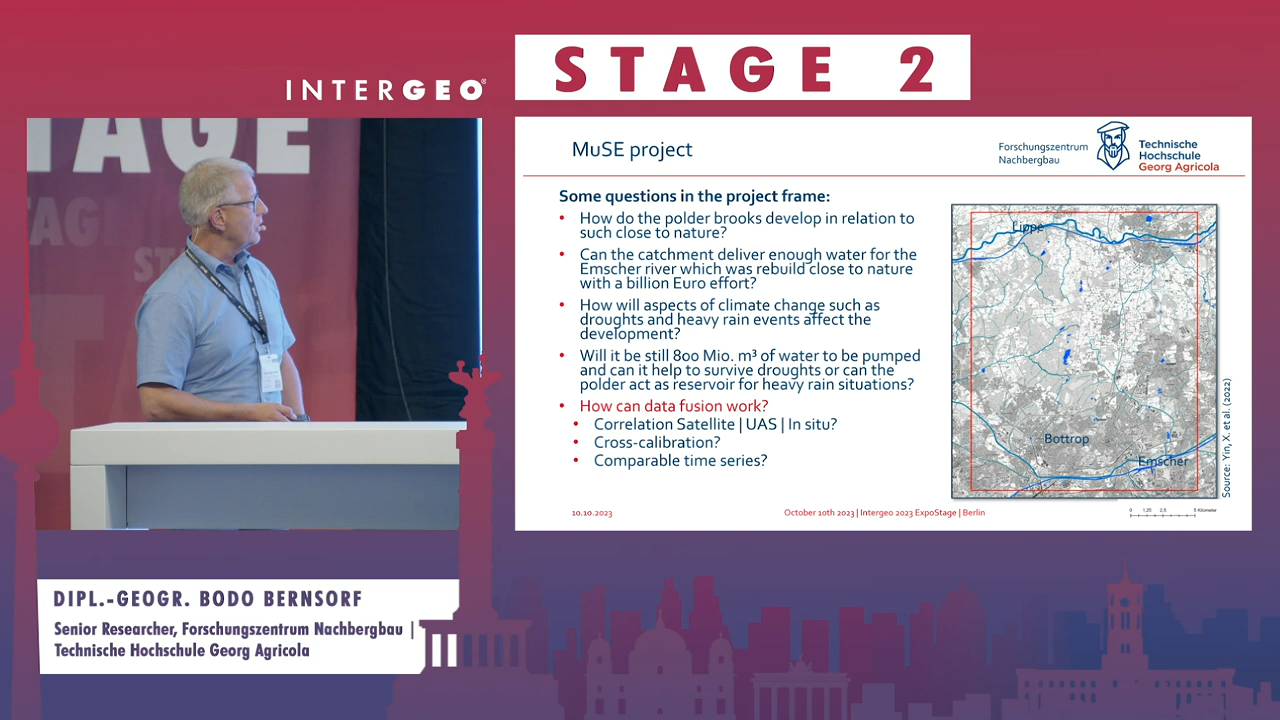 STAGE 2
INTERGEO®
TAGE
STAG
ST
MuSE project
Forschungszentrum
Nachbergbau
Technische
Hochschule
Georg Agricola
Some questions in the project frame:
• How do the polder brooks develop in relation to
such close to nature?
• Can the catchment deliver enough water for the
Emscher river which was rebuild close to nature
with a billion Euro effort?
• How will aspects of climate change such as
droughts and heavy rain events affect the
development?
• Will it be still 800 Mio. m³ of water to be pumped
and can it help to survive droughts or can the
polder act as reservoir for heavy rain situations?
• How can data fusion work?
• Correlation Satellite | UAS | In situ?
• Cross-calibration?
• Comparable time series?
Lippe
Bottrop
Emscher
Source: Yin, X. et al. (2022)
0 1,25 2,5 5 Kilometer
10.10.2023
October 10th 2023 | Intergeo 2023 ExpoStage | Berlin
DIPL.-GEOGR. BODO BERNSORF
Senior Researcher, Forschungszentrum Nachbergbau |
Technische Hochschule Georg Agricola